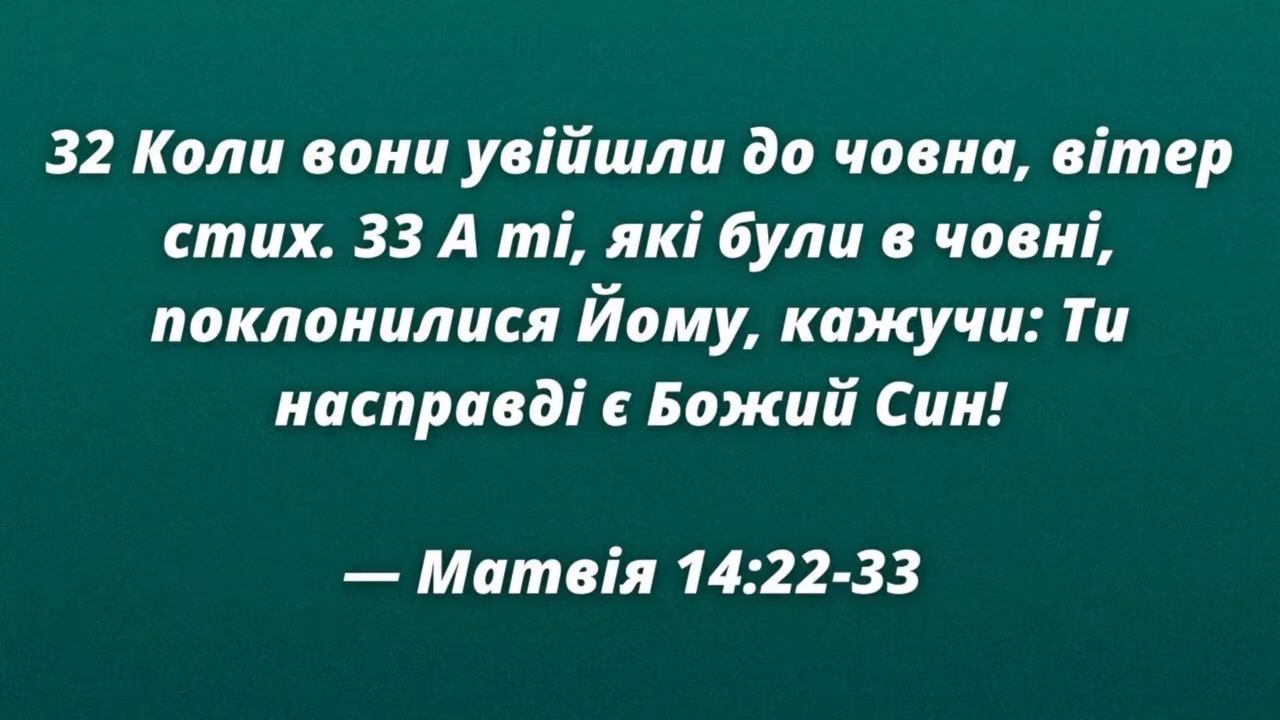 32 Коли вони увійшли до човна, вітер
стих. 33 А ті, які були в човні,
поклонилися Йому, кажучи: Ти
насправді є Божий Син!
— Матвія 14:22-33